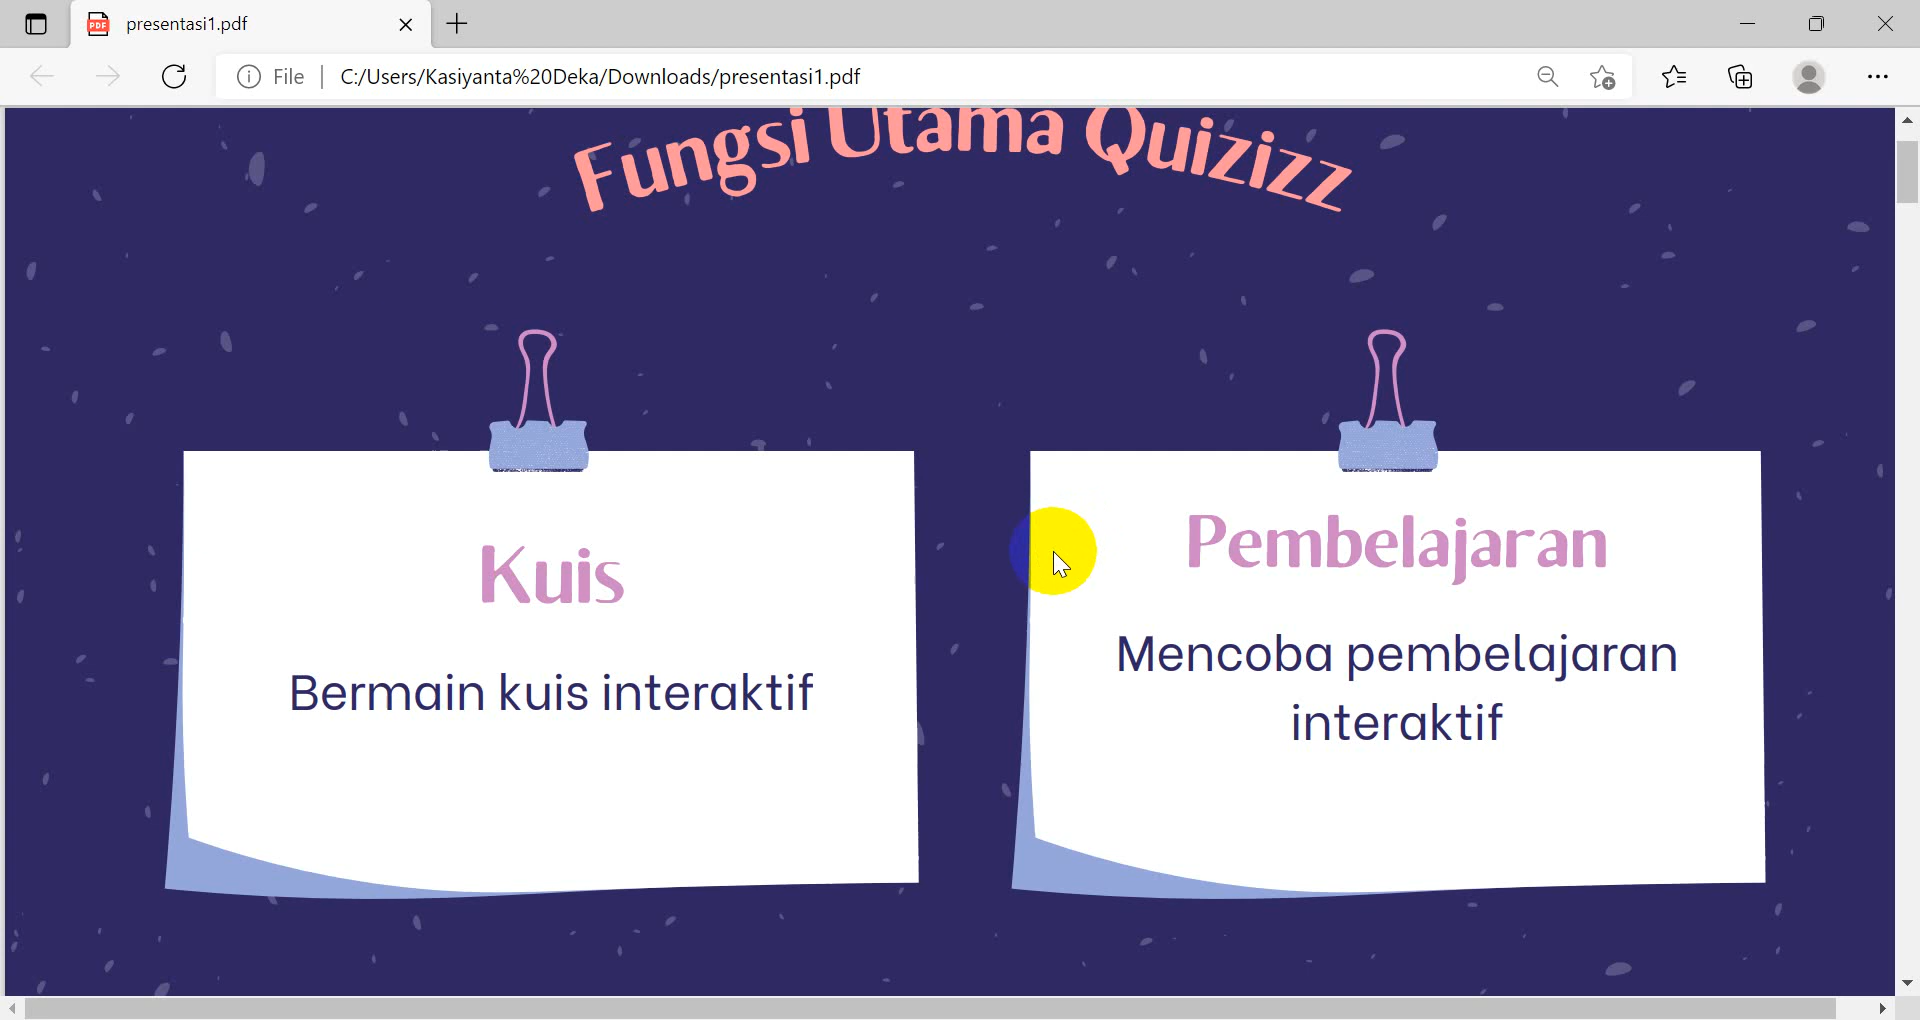 presentasi1.pdf
File
C:/Users/Kasiyanta%20Deka/Downloads/presentasi1.pdf
Fungsi Utama Quizizz
Kuis
Bermain kuis interaktif
Pembelajaran
Mencoba pembelajaran
interaktif